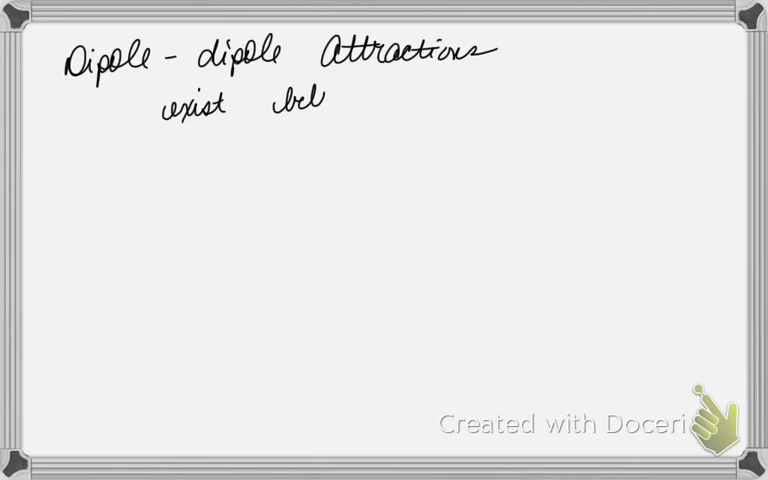 Dipole - dipole Attractions
exist
Created with Doceri